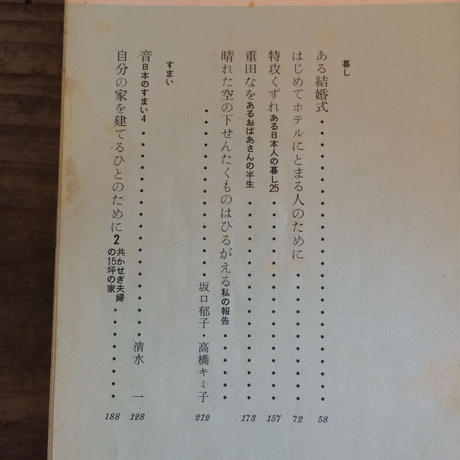 暮し
ある結婚式 58
はじめてホテルにとまる人のために 72
特攻くずれ ある日本人の暮し25 157
重田なを あるおばあさんの半生 173
晴れた空の下せんたくものはひるがえる 私の報告
坂口郁子・高橋キミ子 212
すまい
音 日本のすまい4 清水 一 128
自分の家を建てるひとのために2 共かせぎ夫婦の15坪の家 188